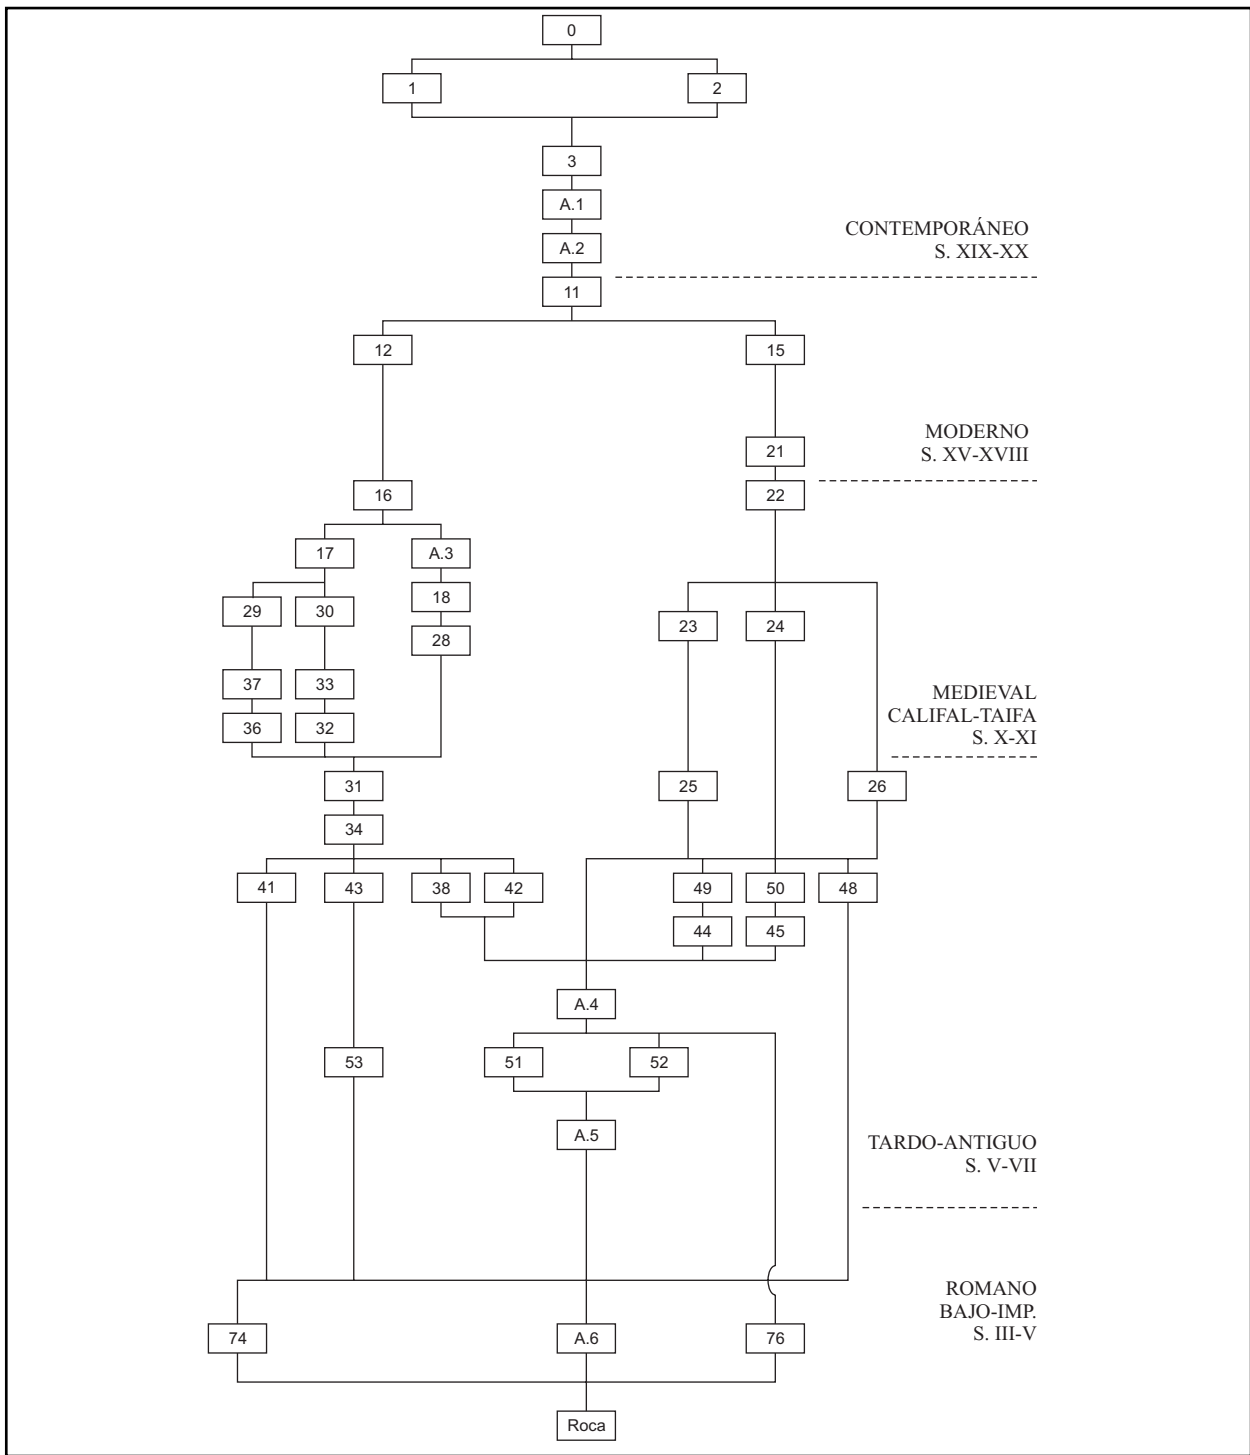 0
1
2
3
A.1
CONTEMPORÁNEO
S. XIX-XX
A.2
11
12
15
MODERNO
S. XV-XVIII
21
16
22
17
A.3
29
30
18
23
24
28
37
33
MEDIEVAL
CALIFAL-TAIFA
S. X-XI
36
32
31
25
26
34
41
43
38
42
49
50
48
44
45
A.4
53
51
52
A.5
TARDO-ANTIGUO
S. V-VII
ROMANO
BAJO-IMP.
S. III-V
74
A.6
76
Roca